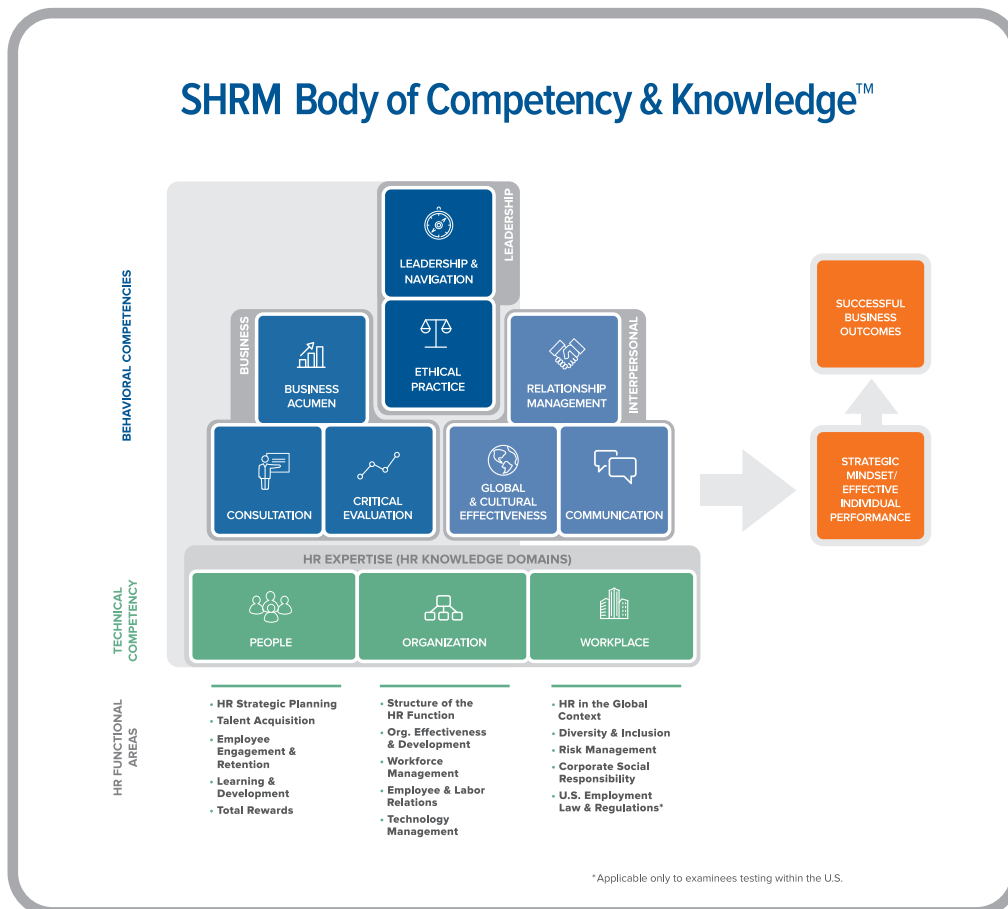 SHRM Body of Competency & Knowledge™
BEHAVIORAL COMPETENCIES
LEADERSHIP
LEADERSHIP &
NAVIGATION
ETHICAL
PRACTICE
BUSINESS
BUSINESS
ACUMEN
CONSULTATION
CRITICAL
EVALUATION
INTERPERSONAL
RELATIONSHIP
MANAGEMENT
GLOBAL
& CULTURAL
EFFECTIVENESS
COMMUNICATION
SUCCESSFUL
BUSINESS
OUTCOMES
STRATEGIC
MINDSET/
EFFECTIVE
INDIVIDUAL
PERFORMANCE
TECHNICAL
COMPETENCY
HR EXPERTISE (HR KNOWLEDGE DOMAINS)
PEOPLE
ORGANIZATION
WORKPLACE
HR FUNCTIONAL
AREAS
• HR Strategic Planning
• Talent Acquisition
• Employee
Engagement &
Retention
• Learning &
Development
• Total Rewards
• Structure of the
HR Function
• Org. Effectiveness
& Development
• Workforce
Management
• Employee & Labor
Relations
• Technology
Management
• HR in the Global
Context
• Diversity & Inclusion
• Risk Management
• Corporate Social
Responsibility
• U.S. Employment
Law & Regulations*
*Applicable only to examinees testing within the U.S.